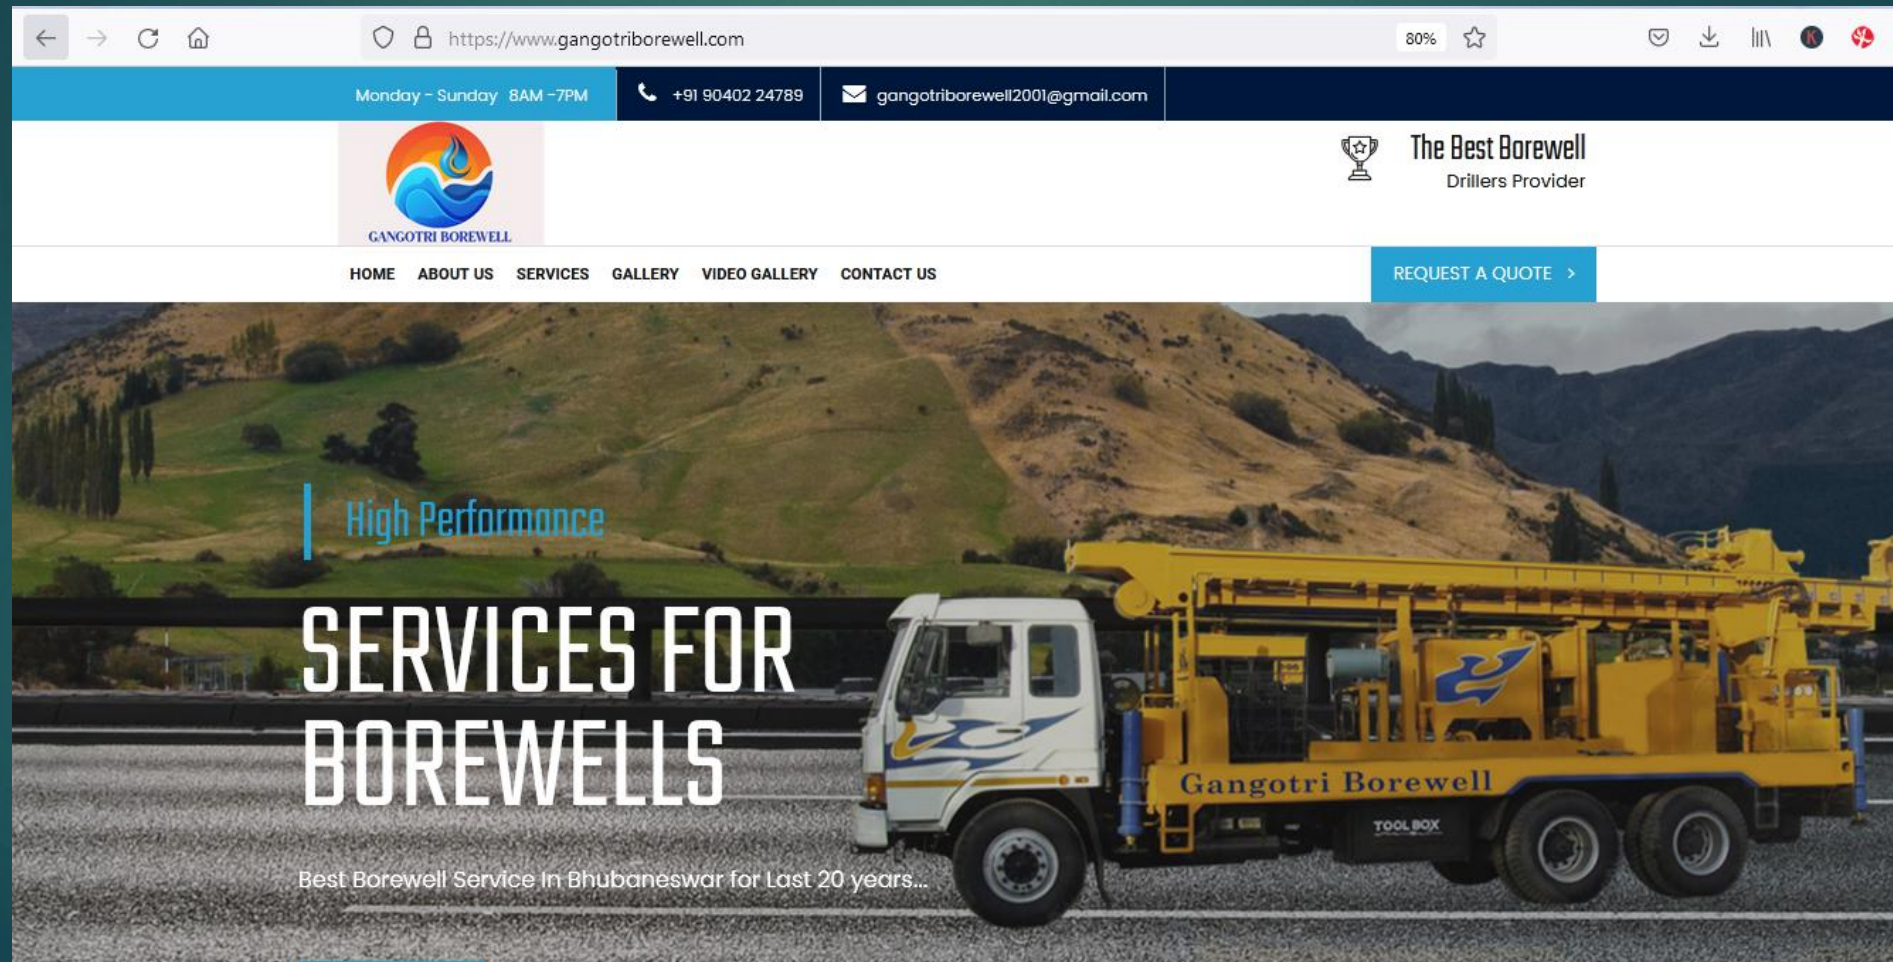 https://www.gangotriborewell.com
80%
Monday - Sunday 8AM -7PM
+91 90402 24789
gangotriborewell2001@gmail.com
GANGOTRI BOREWELL
The Best Borewell
Drillers Provider
HOME ABOUT US SERVICES GALLERY VIDEO GALLERY CONTACT US
REQUEST A QUOTE >
High Performance
SERVICES FOR
BOREWELLS
Gangotri Borewell
TOOL BOX
Best Borewell Service In Bhubaneswar for Last 20 years...